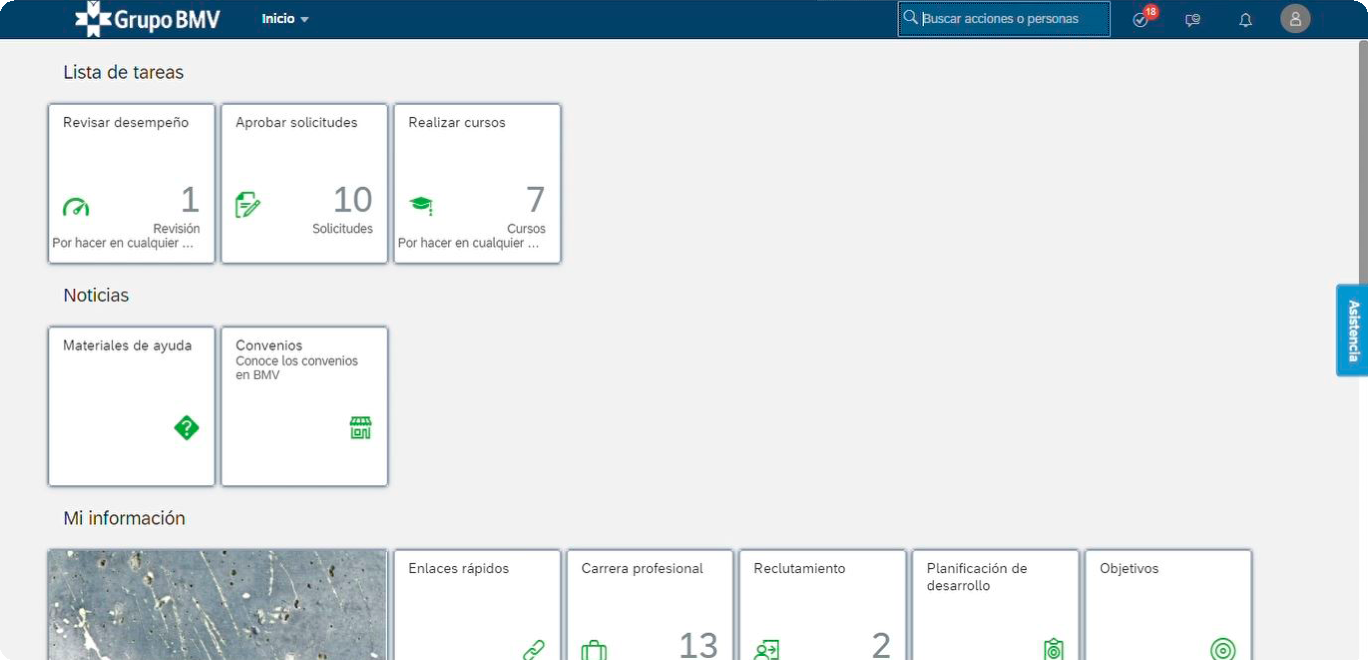 Grupo BMV
Inicio
Buscar acciones o personas
18
Lista de tareas
Revisar desempeño
1
Revisión
Por hacer en cualquier ...
Aprobar solicitudes
10
Solicitudes
Realizar cursos
7
Cursos
Por hacer en cualquier ...
Asistencia
Noticias
Materiales de ayuda
Convenios
Conoce los convenios
en BMV
Mi información
Enlaces rápidos
Carrera profesional
13
Reclutamiento
2
Planificación de
desarrollo
Objetivos